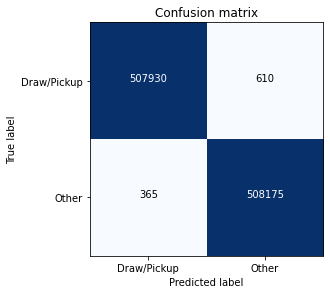 Confusion matrix
Draw/Pickup 507930 610
Other 365 508175
True label
Draw/Pickup Other
Predicted label